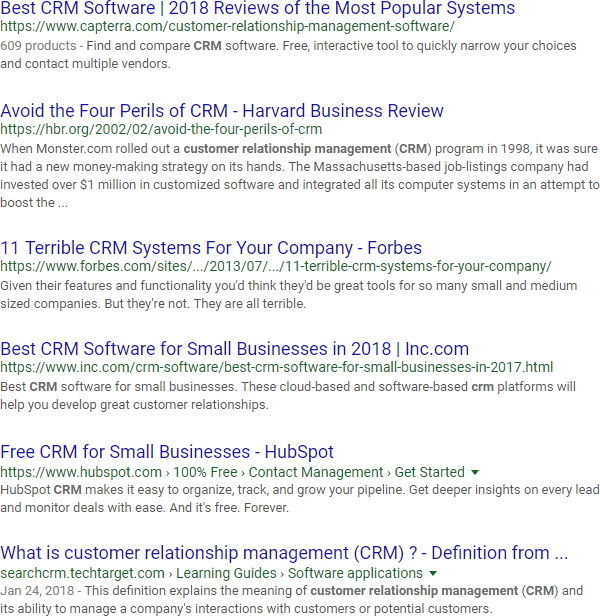 Best CRM Software | 2018 Reviews of the Most Popular Systems
https://www.capterra.com/customer-relationship-management-software/
609 products - Find and compare CRM software. Free, interactive tool to quickly narrow your choices
and contact multiple vendors.
Avoid the Four Perils of CRM - Harvard Business Review
https://hbr.org/2002/02/avoid-the-four-perils-of-crm
When Monster.com rolled out a customer relationship management (CRM) program in 1998, it was sure
it had a new money-making strategy on its hands. The Massachusetts-based job-listings company had
invested over $1 million in customized software and integrated all its computer systems in an attempt to
boost the ...
11 Terrible CRM Systems For Your Company - Forbes
https://www.forbes.com/sites/.../2013/07/.../11-terrible-crm-systems-for-your-company/
Given their features and functionality you'd think they'd be great tools for so many small and medium
sized companies. But they're not. They are all terrible.
Best CRM Software for Small Businesses in 2018 | Inc.com
https://www.inc.com/crm-software/best-crm-software-for-small-businesses-in-2017.html
Best CRM software for small businesses. These cloud-based and software-based crm platforms will
help you develop great customer relationships.
Free CRM for Small Businesses - HubSpot
https://www.hubspot.com › 100% Free › Contact Management › Get Started
HubSpot CRM makes it easy to organize, track, and grow your pipeline. Get deeper insights on every lead
and monitor deals with ease. And it's free. Forever.
What is customer relationship management (CRM) ? - Definition from ...
searchcrm.techtarget.com › Learning Guides › Software applications
Jan 24, 2018 - This definition explains the meaning of customer relationship management (CRM) and
its ability to manage a company's interactions with customers or potential customers.